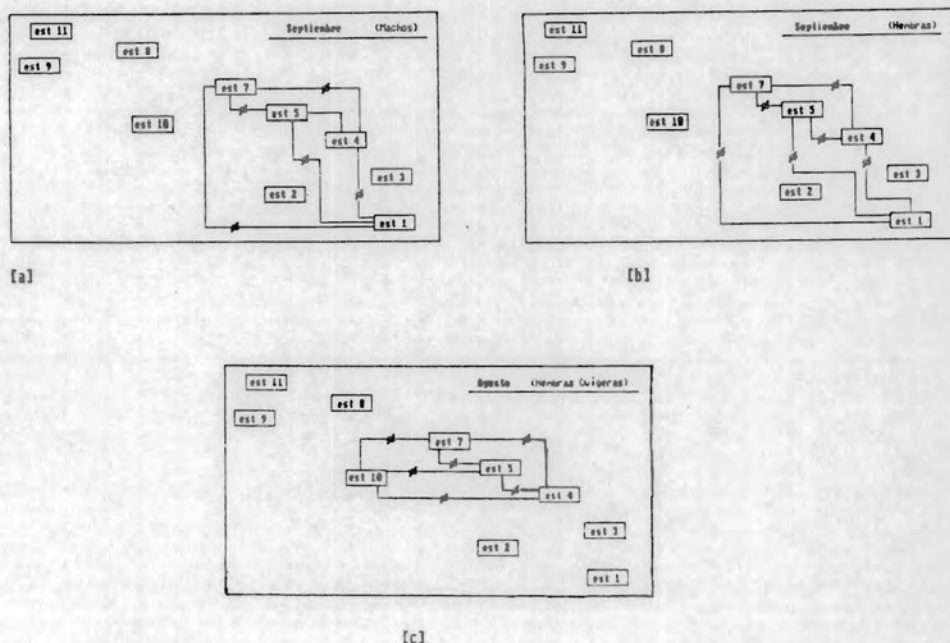 Septiembre (Machos)
est 11
est 8
est 9
est 7
est 5
est 10
est 4
est 3
est 2
est 1
[a]
Septiembre (Hembras)
est 11
est 8
est 9
est 7
est 5
est 10
est 4
est 3
est 2
est 1
[b]
Agosto (Hembras Ovigeras)
est 11
est 8
est 9
est 7
est 5
est 10
est 4
est 3
est 2
est 1
[c]